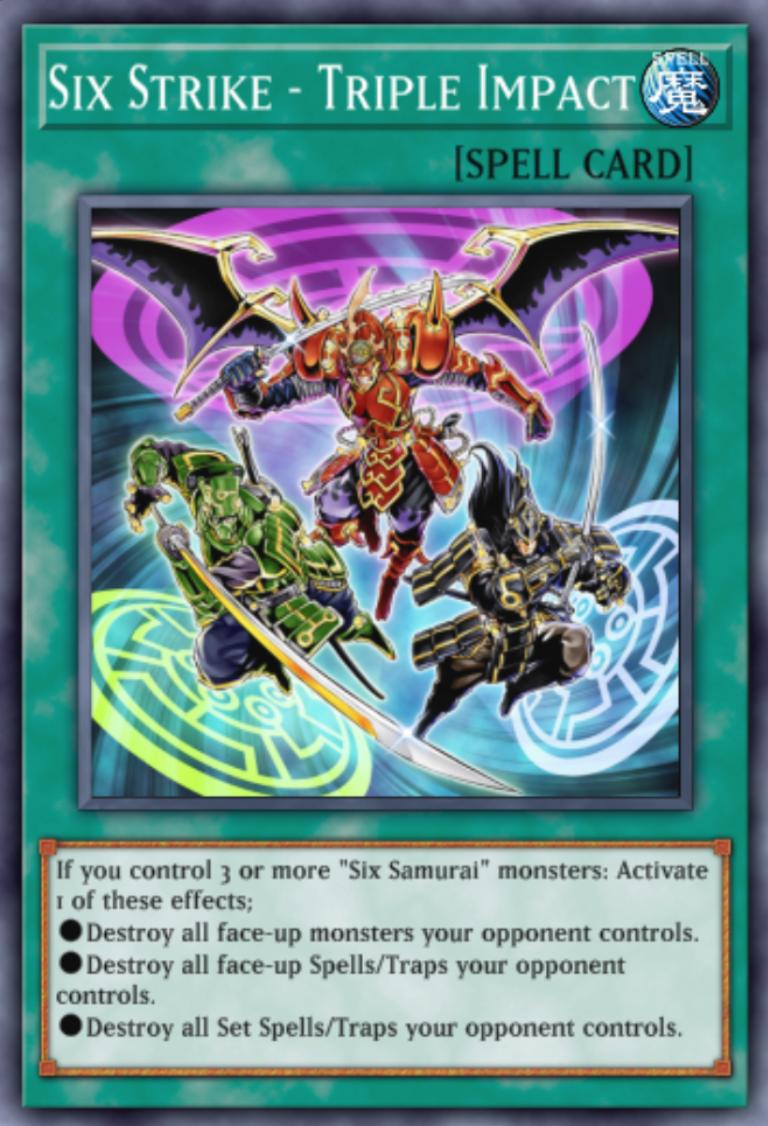 Six Strike - Triple Impact
SPELL
魔
[SPELL CARD]
If you control 3 or more "Six Samurai" monsters: Activate
1 of these effects;
●Destroy all face-up monsters your opponent controls.
●Destroy all face-up Spells/Traps your opponent
controls.
●Destroy all Set Spells/Traps your opponent controls.